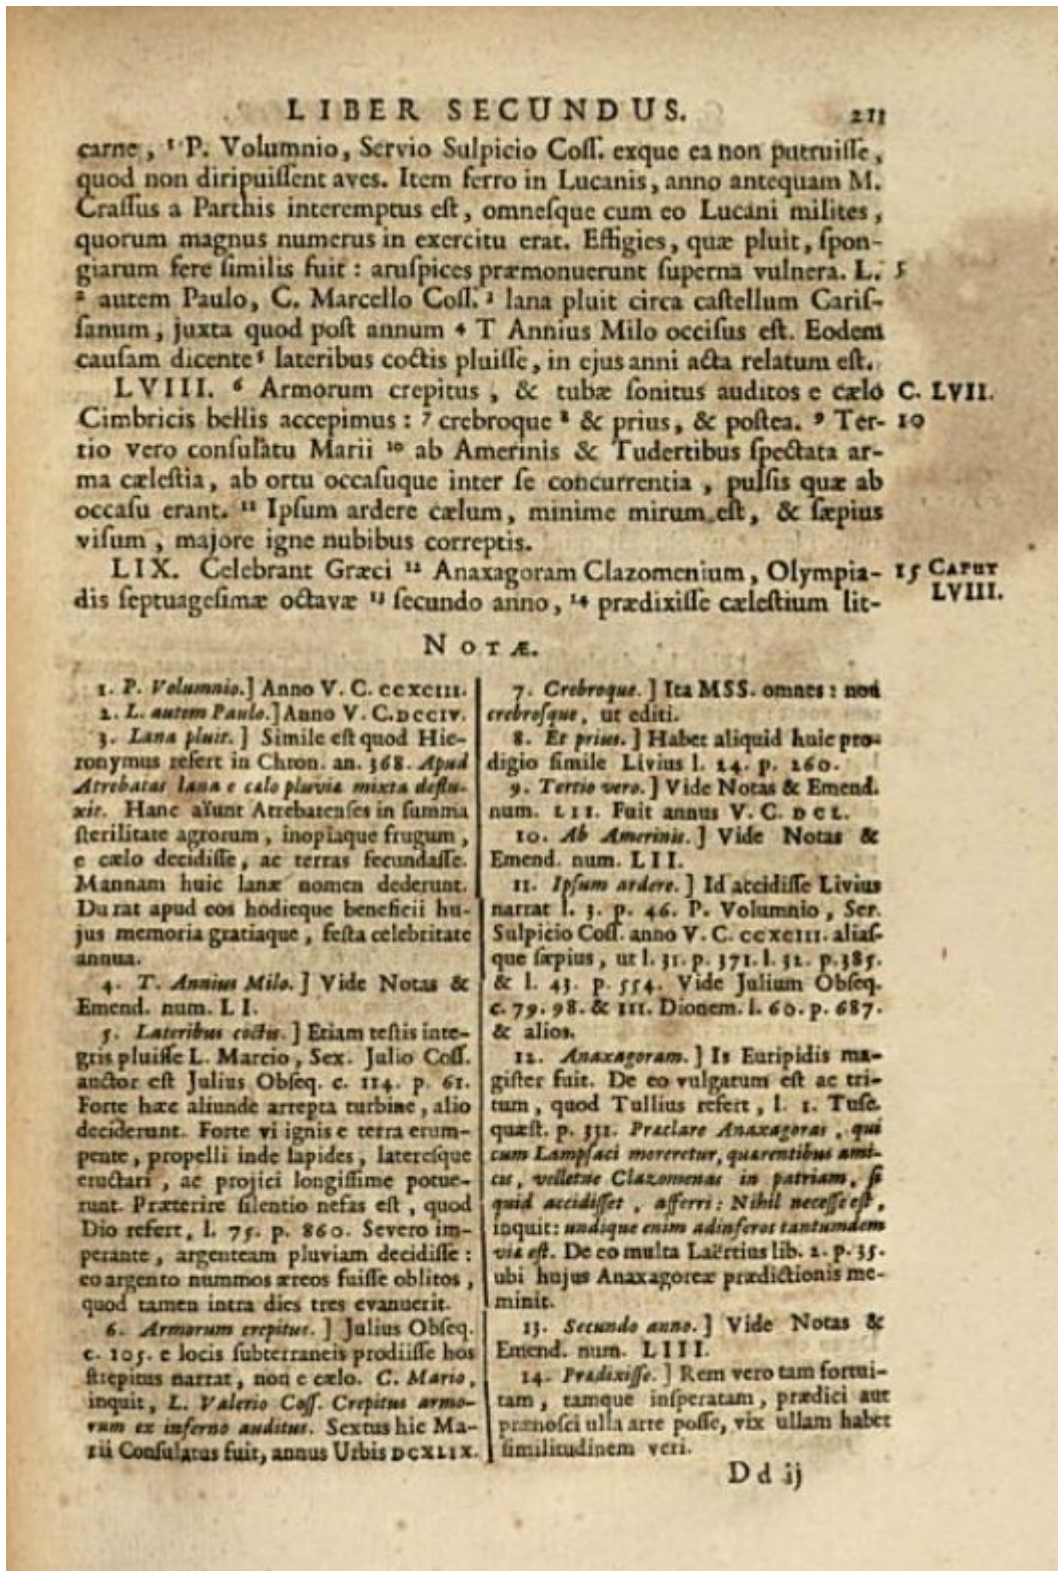 LIBER SECUNDUS. 211
carne, ¹ P. Volumnio, Servio Sulpicio Coſſ. exque ea non putruiſſe,
quod non diripuiſſent aves. Item ferro in Lucanis, anno antequam M.
Craſſus a Parthis interemptus eſt, omneſque cum eo Lucani milites,
quorum magnus numerus in exercitu erat. Effigies, quæ pluit, ſpon-
giarum fere ſimilis fuit: aruſpices præmonuerunt ſuperna vulnera. L. 5
² autem Paulo, C. Marcello Coſſ. ³ lana pluit circa caſtellum Cariſ-
ſanum, juxta quod poſt annum ⁴ T Annius Milo occiſus eſt. Eodem
cauſam dicente ⁵ lateribus coctis pluiſſe, in ejus anni acta relatum eſt.
LVIII. ⁶ Armorum crepitus, & tubæ ſonitus auditos e cælo C. LVII.
Cimbricis bellis accepimus: ⁷ crebroque ⁸ & prius, & poſtea. ⁹ Ter- 10
tio vero conſulatu Marii ¹⁰ ab Amerinis & Tudertibus ſpectata ar-
ma cæleſtia, ab ortu occaſuque inter ſe concurrentia, pulſis quæ ab
occaſu erant. ¹¹ Ipſum ardere cælum, minime mirum eſt, & ſæpius
viſum, majore igne nubibus correptis.
LIX. Celebrant Græci ¹² Anaxagoram Clazomenium, Olympia- 15 CAPUT
dis ſeptuageſimæ octavæ ¹³ ſecundo anno, ¹⁴ prædixiſſe cæleſtium lit- LVIII.
NOTÆ.
1. P. Volumnio.] Anno V. C. CCXCIII.
2. L. autem Paulo.] Anno V. C. DCCIV.
3. Lana pluit.] Simile eſt quod Hie-
ronymus refert in Chron. an. 368. Apud
Atrebatas lana e cælo pluvia mixta deflu-
xit. Hanc aïunt Atrebatenſes in ſumma
ſterilitate agrorum, inopiaque frugum,
e cælo decidiſſe, ac terras fecundaſſe.
Mannam huic lanæ nomen dederunt.
Durat apud eos hodieque beneficii hu-
jus memoria gratiaque, feſta celebritate
annua.
4. T. Annius Milo.] Vide Notas &
Emend. num. LI.
5. Lateribus coctis.] Etiam teſtis inte-
gris pluiſſe L. Marcio, Sex. Julio Coſſ.
auctor eſt Julius Obſeq. c. 114. p. 61.
Forte hæc aliunde arrepta turbine, alio
deciderunt. Forte vi ignis e terra erum-
pente, propelli inde lapides, latereſque
eructari, ac projici longiſſime potue-
runt. Præterire ſilentio nefas eſt, quod
Dio refert, l. 75. p. 860. Severo im-
perante, argenteam pluviam decidiſſe:
eo argento nummos æreos fuiſſe oblitos,
quod tamen intra dies tres evanuerit.
6. Armorum crepitus.] Julius Obſeq.
c. 105. e locis ſubterraneis prodiiſſe hos
ſtrepitus narrat, non e cælo. C. Mario,
inquit, L. Valerio Coſſ. Crepitus armo-
rum ex inferno auditus. Sextus hic Ma-
rii Conſulatus fuit, annus Urbis DCXLIX.
7. Crebroque.] Ita MSS. omnes: non
crebroſque, ut editi.
8. Et prius.] Habet aliquid huic pro-
digio ſimile Livius l. 24. p. 260.
9. Tertio vero.] Vide Notas & Emend.
num. LII. Fuit annus V. C. DCL.
10. Ab Amerinis.] Vide Notas &
Emend. num. LII.
11. Ipſum ardere.] Id accidiſſe Livius
narrat l. 3. p. 46. P. Volumnio, Ser.
Sulpicio Coſſ. anno V. C. CCXCIII. aliaſ-
que ſæpius, ut l. 31. p. 371. l. 32. p. 385.
& l. 43. p. 554. Vide Julium Obſeq.
c. 79. 98. & 111. Dionem. l. 60. p. 687.
& alios.
12. Anaxagoram.] Is Euripidis ma-
giſter fuit. De eo vulgatum eſt ac tri-
tum, quod Tullius refert, l. 1. Tuſc.
quæſt. p. 331. Præclare Anaxagoras, qui
cum Lampſaci moreretur, quærentibus ami-
cis, velletne Clazomenas in patriam, ſi
quid accidiſſet, afferri: Nihil neceſſe eſt,
inquit: undique enim ad inferos tantumdem
viæ eſt. De eo multa Laërtius lib. 2. p. 35.
ubi hujus Anaxagoreæ prædictionis me-
minit.
13. Secundo anno.] Vide Notas &
Emend. num. LIII.
14. Prædixiſſe.] Rem vero tam fortui-
tam, tamque inſperatam, prædici aut
prænoſci ulla arte poſſe, vix ullam habet
ſimilitudinem veri.
D d ij